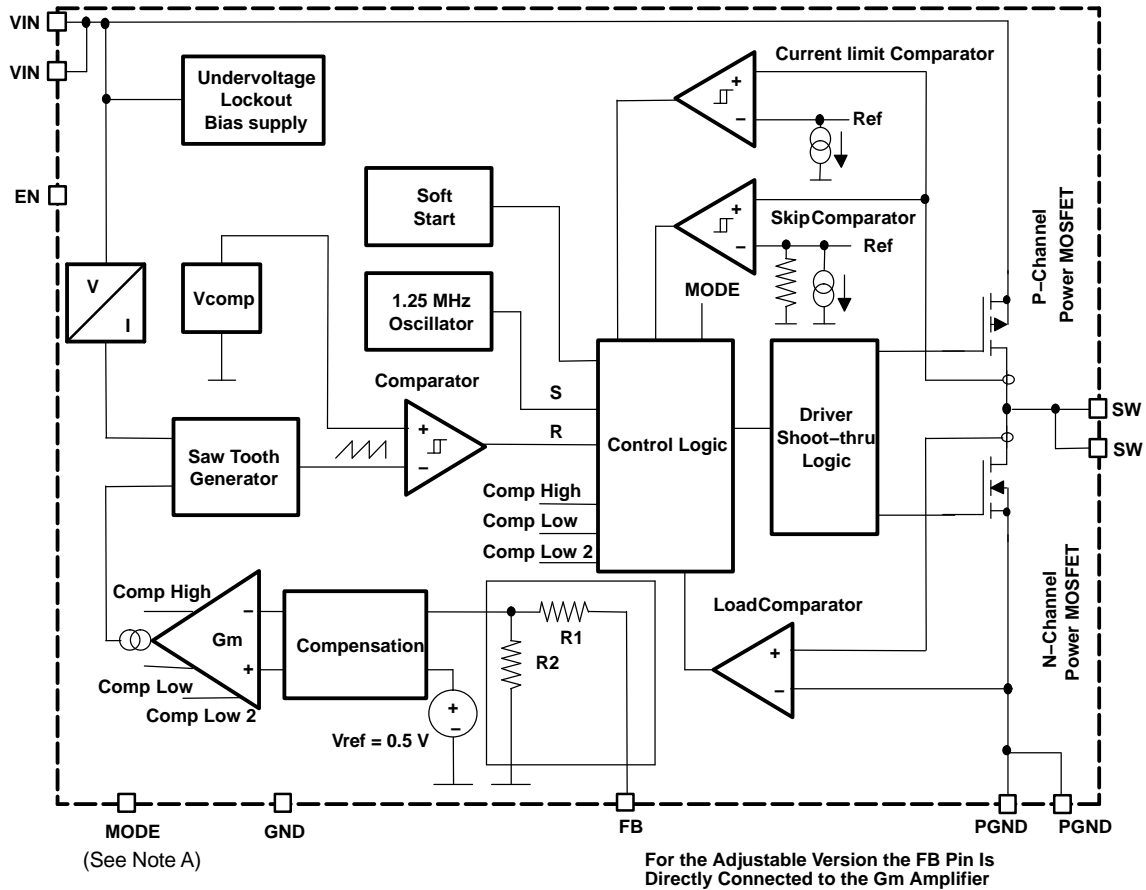 VIN
Current limit Comparator
VIN
Undervoltage
Lockout
Bias supply
+
−
Ref
EN
Soft
Start
+
−
Skip Comparator
Ref
P−Channel
Power MOSFET
V
I
Vcomp
1.25 MHz
Oscillator
MODE
Comparator
S
R
+
−
Saw Tooth
Generator
Control Logic
Driver
Shoot−thru
Logic
SW
SW
Comp High
Comp Low
Comp Low 2
Comp High
Gm
−
+
Comp Low
Comp Low 2
Compensation
R1
R2
+
−
Vref = 0.5 V
Load Comparator
+
−
N−Channel
Power MOSFET
MODE
(See Note A)
GND
FB
PGND
PGND
For the Adjustable Version the FB Pin Is
Directly Connected to the Gm Amplifier